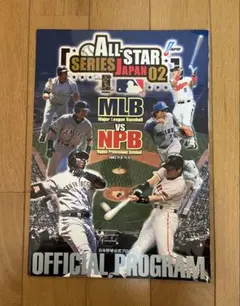 ALL STAR
SERIES JAPAN 02
MLB
Major League Baseball
VS
NPB
Nippon Professional Baseball
OFFICIAL PROGRAM